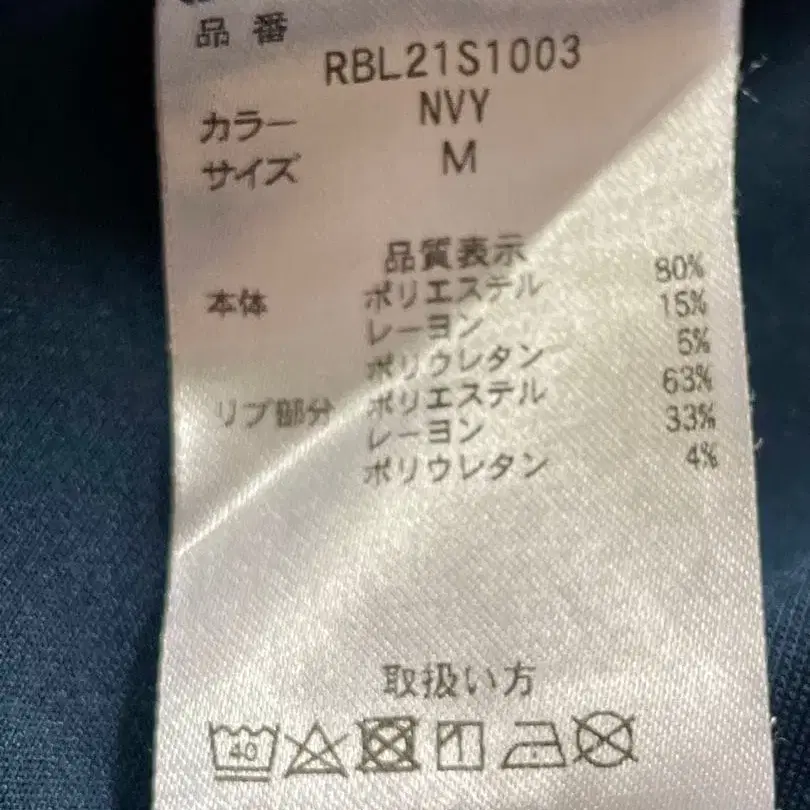 品番 RBL21S1003
カラー NVY
サイズ M
品質表示
本体 ポリエステル 80%
レーヨン 15%
ポリウレタン 5%
リブ部分 ポリエステル 63%
レーヨン 33%
ポリウレタン 4%
取扱い方
40